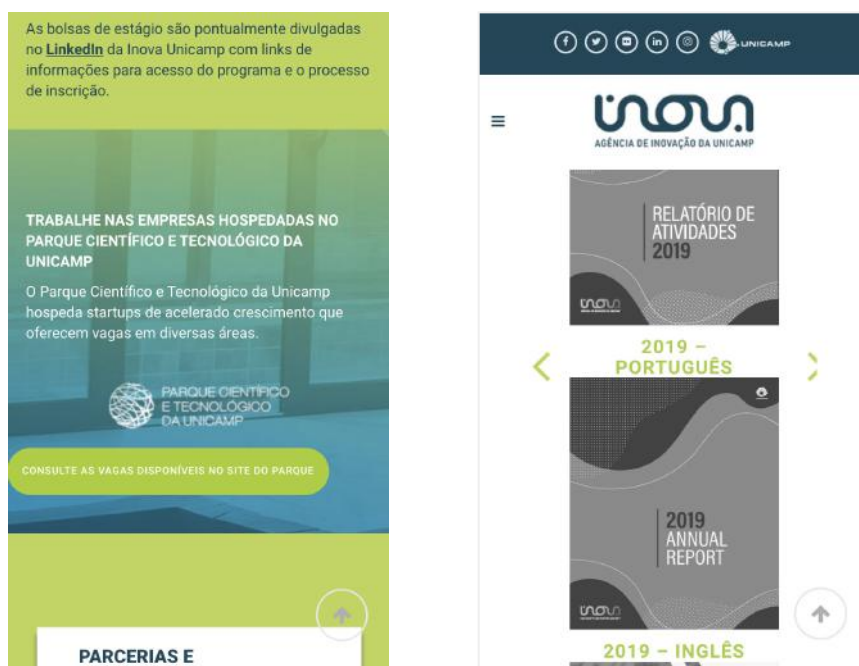 As bolsas de estágio são pontualmente divulgadas
no LinkedIn da Inova Unicamp com links de
informações para acesso do programa e o processo
de inscrição.
TRABALHE NAS EMPRESAS HOSPEDADAS NO
PARQUE CIENTÍFICO E TECNOLÓGICO DA
UNICAMP
O Parque Científico e Tecnológico da Unicamp
hospeda startups de acelerado crescimento que
oferecem vagas em diversas áreas.
PARQUE CIENTÍFICO
E TECNOLÓGICO
DA UNICAMP
CONSULTE AS VAGAS DISPONÍVEIS NO SITE DO PARQUE
PARCERIAS E
UNICAMP
inova
AGÊNCIA DE INOVAÇÃO DA UNICAMP
RELATÓRIO DE
ATIVIDADES
2019
inova
2019 –
PORTUGUÊS
2019
ANNUAL
REPORT
inova
2019 – INGLÊS